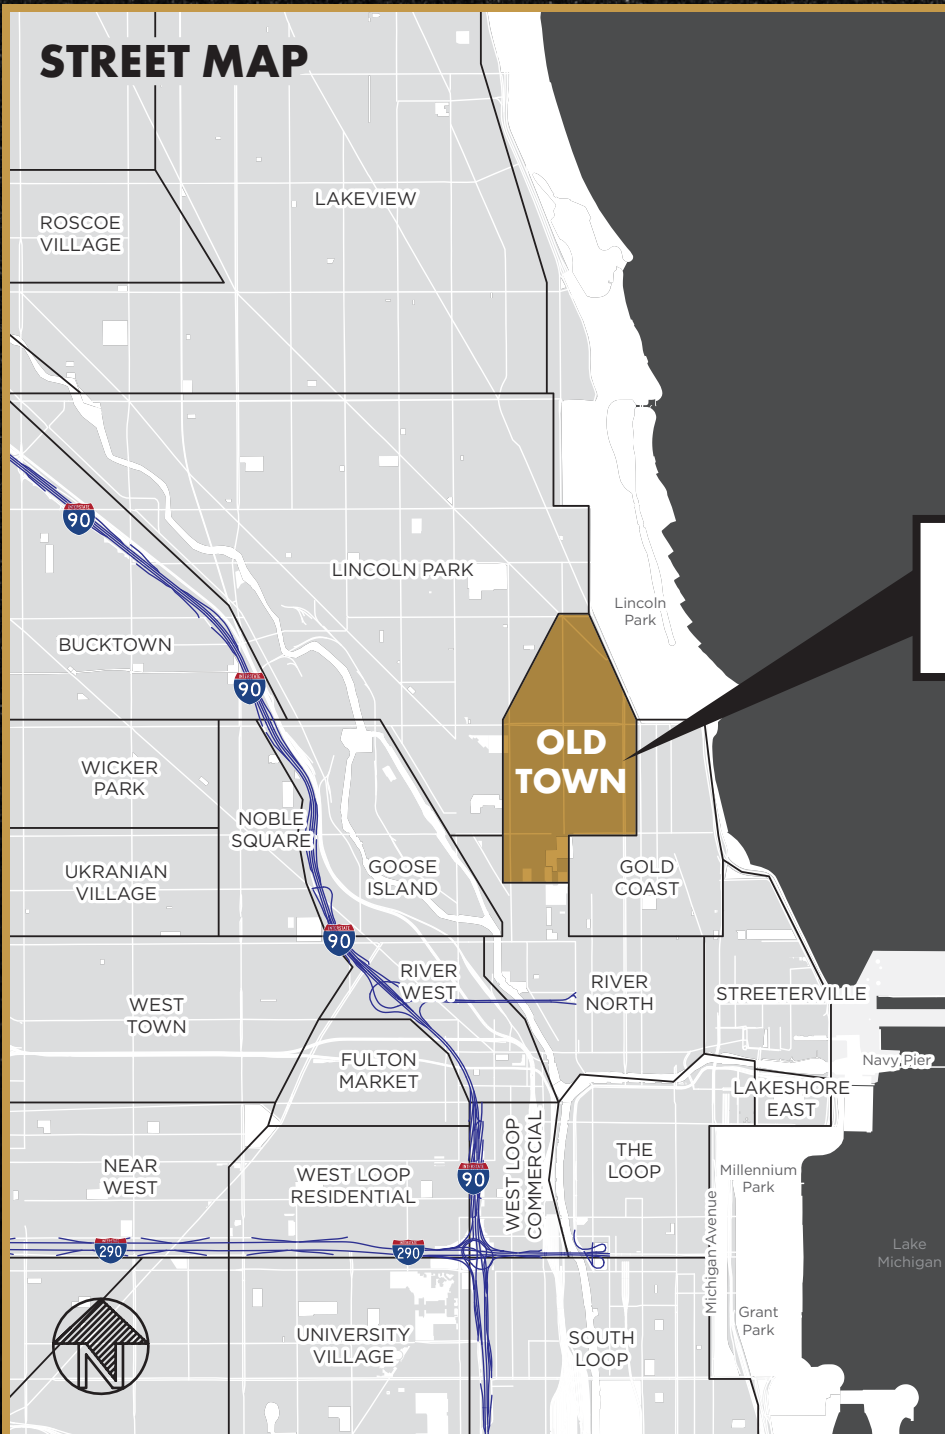 STREET MAP
LAKEVIEW
ROSCOE
VILLAGE
90
LINCOLN PARK
Lincoln
Park
BUCKTOWN
90
OLD
TOWN
WICKER
PARK
NOBLE
SQUARE
GOOSE
ISLAND
GOLD
COAST
UKRANIAN
VILLAGE
90
RIVER
WEST
RIVER
NORTH
STREETERVILLE
WEST
TOWN
FULTON
MARKET
Navy Pier
LAKESHORE
EAST
WEST LOOP
COMMERCIAL
THE
LOOP
NEAR
WEST
WEST LOOP
RESIDENTIAL
90
Millennium
Park
Michigan Avenue
290
290
Lake
Michigan
Grant
Park
UNIVERSITY
VILLAGE
SOUTH
LOOP
N